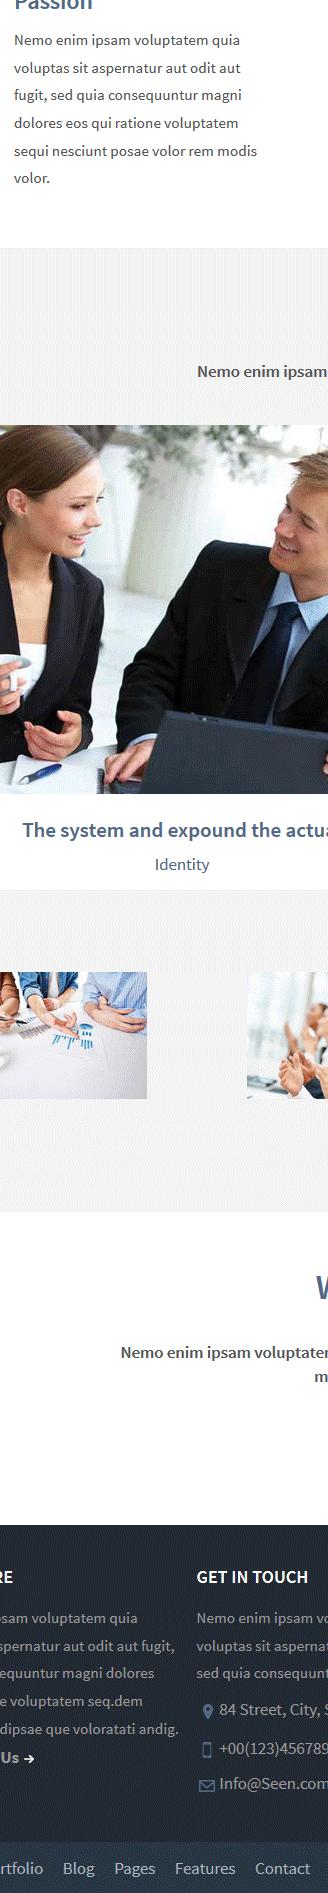 Passion
Nemo enim ipsam voluptatem quia
voluptas sit aspernatur aut odit aut
fugit, sed quia consequuntur magni
dolores eos qui ratione voluptatem
sequi nesciunt posae volor rem modis
volor.
Nemo enim ipsam
The system and expound the actua
Identity
W
Nemo enim ipsam voluptatem
m
RE
GET IN TOUCH
psam voluptatem quia
spernatur aut odit aut fugit,
equuntur magni dolores
e voluptatem seq.dem
dipsae que voloratati andig.
Us
Nemo enim ipsam vo
voluptas sit asperna
sed quia consequun
84 Street, City, S
+00(123)456789
Info@Seen.com
rtfolio Blog Pages Features Contact